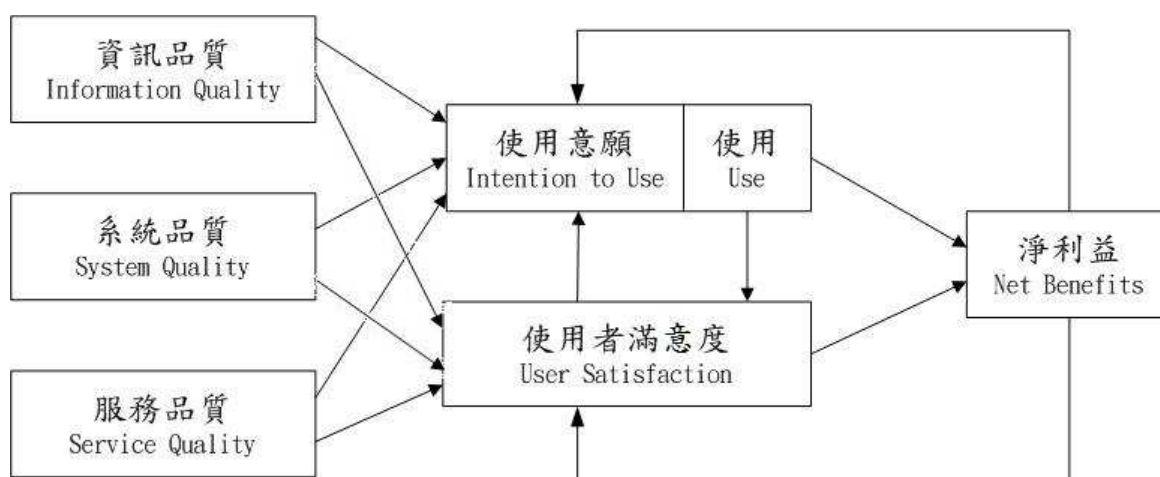 資訊品質
Information Quality
系統品質
System Quality
服務品質
Service Quality
使用意願
Intention to Use
使用
Use
使用者滿意度
User Satisfaction
淨利益
Net Benefits